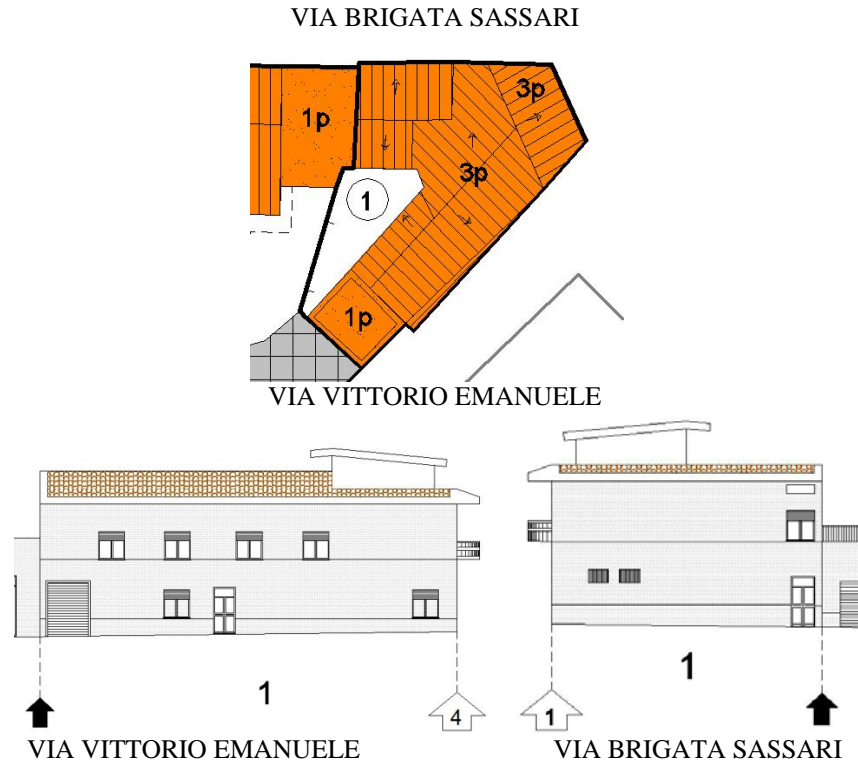 VIA BRIGATA SASSARI
3p
1p
3p
1
1p
VIA VITTORIO EMANUELE
1
1
4
1
VIA VITTORIO EMANUELE
VIA BRIGATA SASSARI